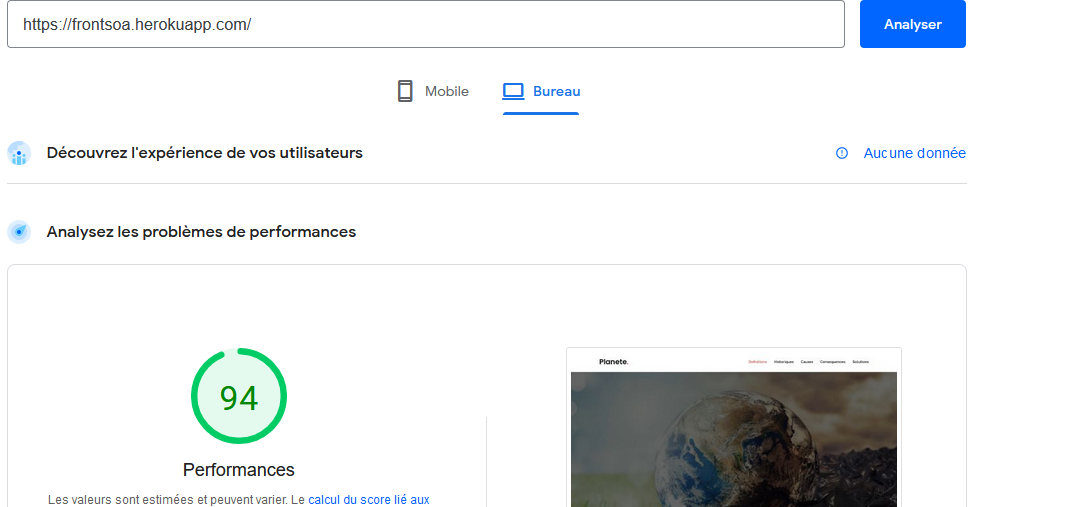 https://frontsoa.herokuapp.com/
Analyser
Mobile
Bureau
Découvrez l'expérience de vos utilisateurs
Aucune donnée
Analysez les problèmes de performances
94
Performances
Les valeurs sont estimées et peuvent varier. Le calcul du score lié aux
Planete.
Définitions Historiques Causes Consequences Solutions